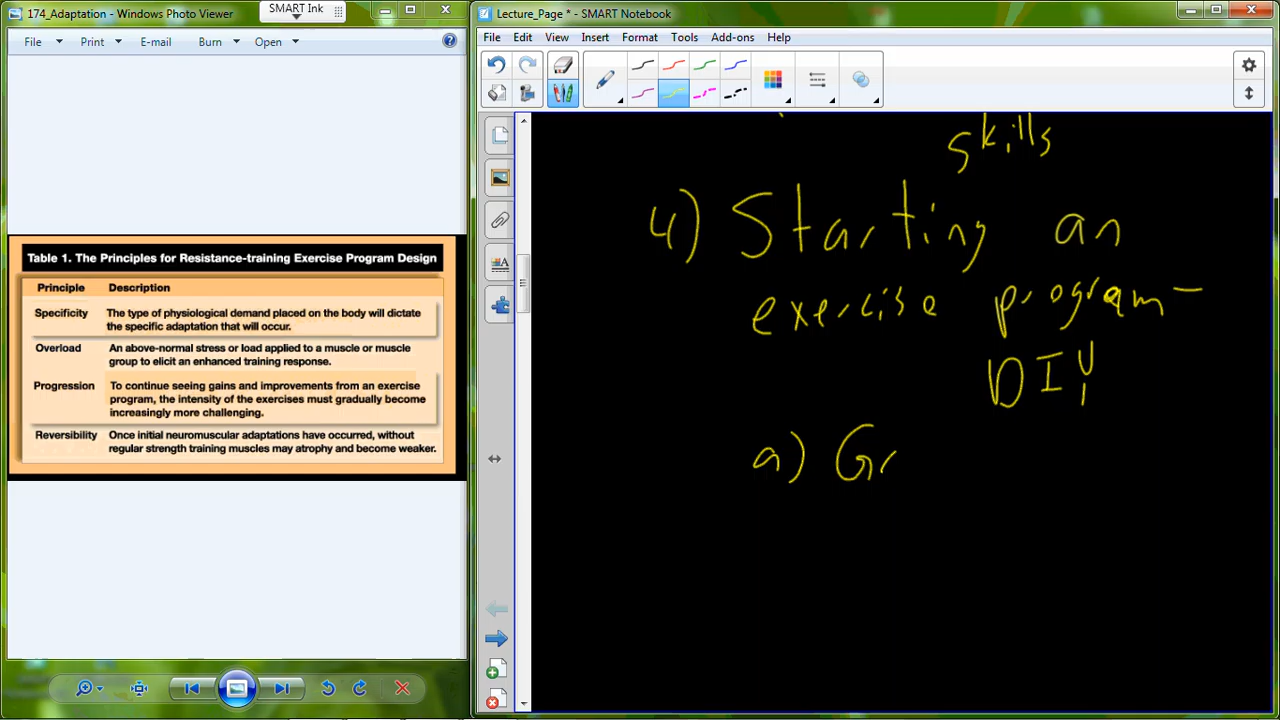 174_Adaptation - Windows Photo Viewer
SMART Ink
File Print E-mail Burn Open
Table 1. The Principles for Resistance-training Exercise Program Design
Principle Description
Specificity The type of physiological demand placed on the body will dictate
the specific adaptation that will occur.
Overload An above-normal stress or load applied to a muscle or muscle
group to elicit an enhanced training response.
Progression To continue seeing gains and improvements from an exercise
program, the intensity of the exercises must gradually become
increasingly more challenging.
Reversibility Once initial neuromuscular adaptations have occurred, without
regular strength training muscles may atrophy and become weaker.
Lecture_Page * - SMART Notebook
File Edit View Insert Format Tools Add-ons Help
skills
4) Starting an
exercise program -
DIY
a) Gr